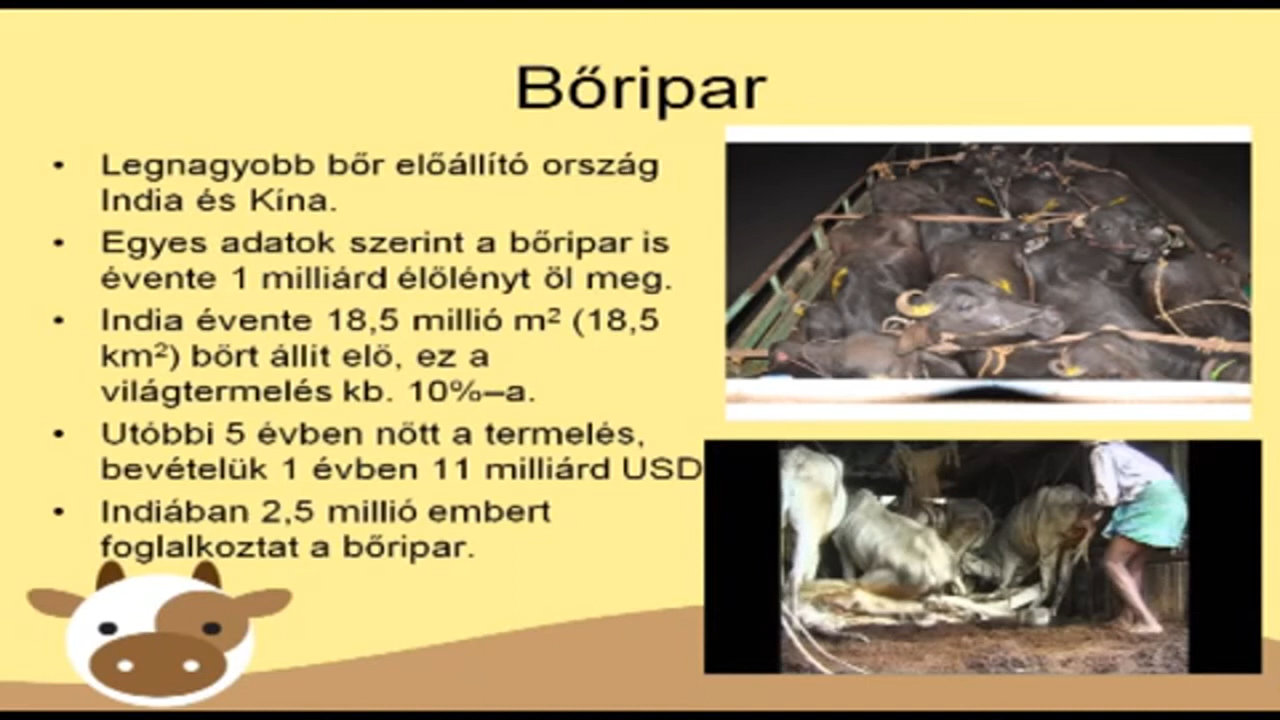 Bőripar
• Legnagyobb bőr előállító ország
India és Kína.
• Egyes adatok szerint a bőripar is
évente 1 milliárd élőlényt öl meg.
• India évente 18,5 millió m² (18,5
km²) bőrt állit elő, ez a
világtermelés kb. 10%–a.
• Utóbbi 5 évben nőtt a termelés,
bevételük 1 évben 11 milliárd USD
• Indiában 2,5 millió embert
foglalkoztat a bőripar.